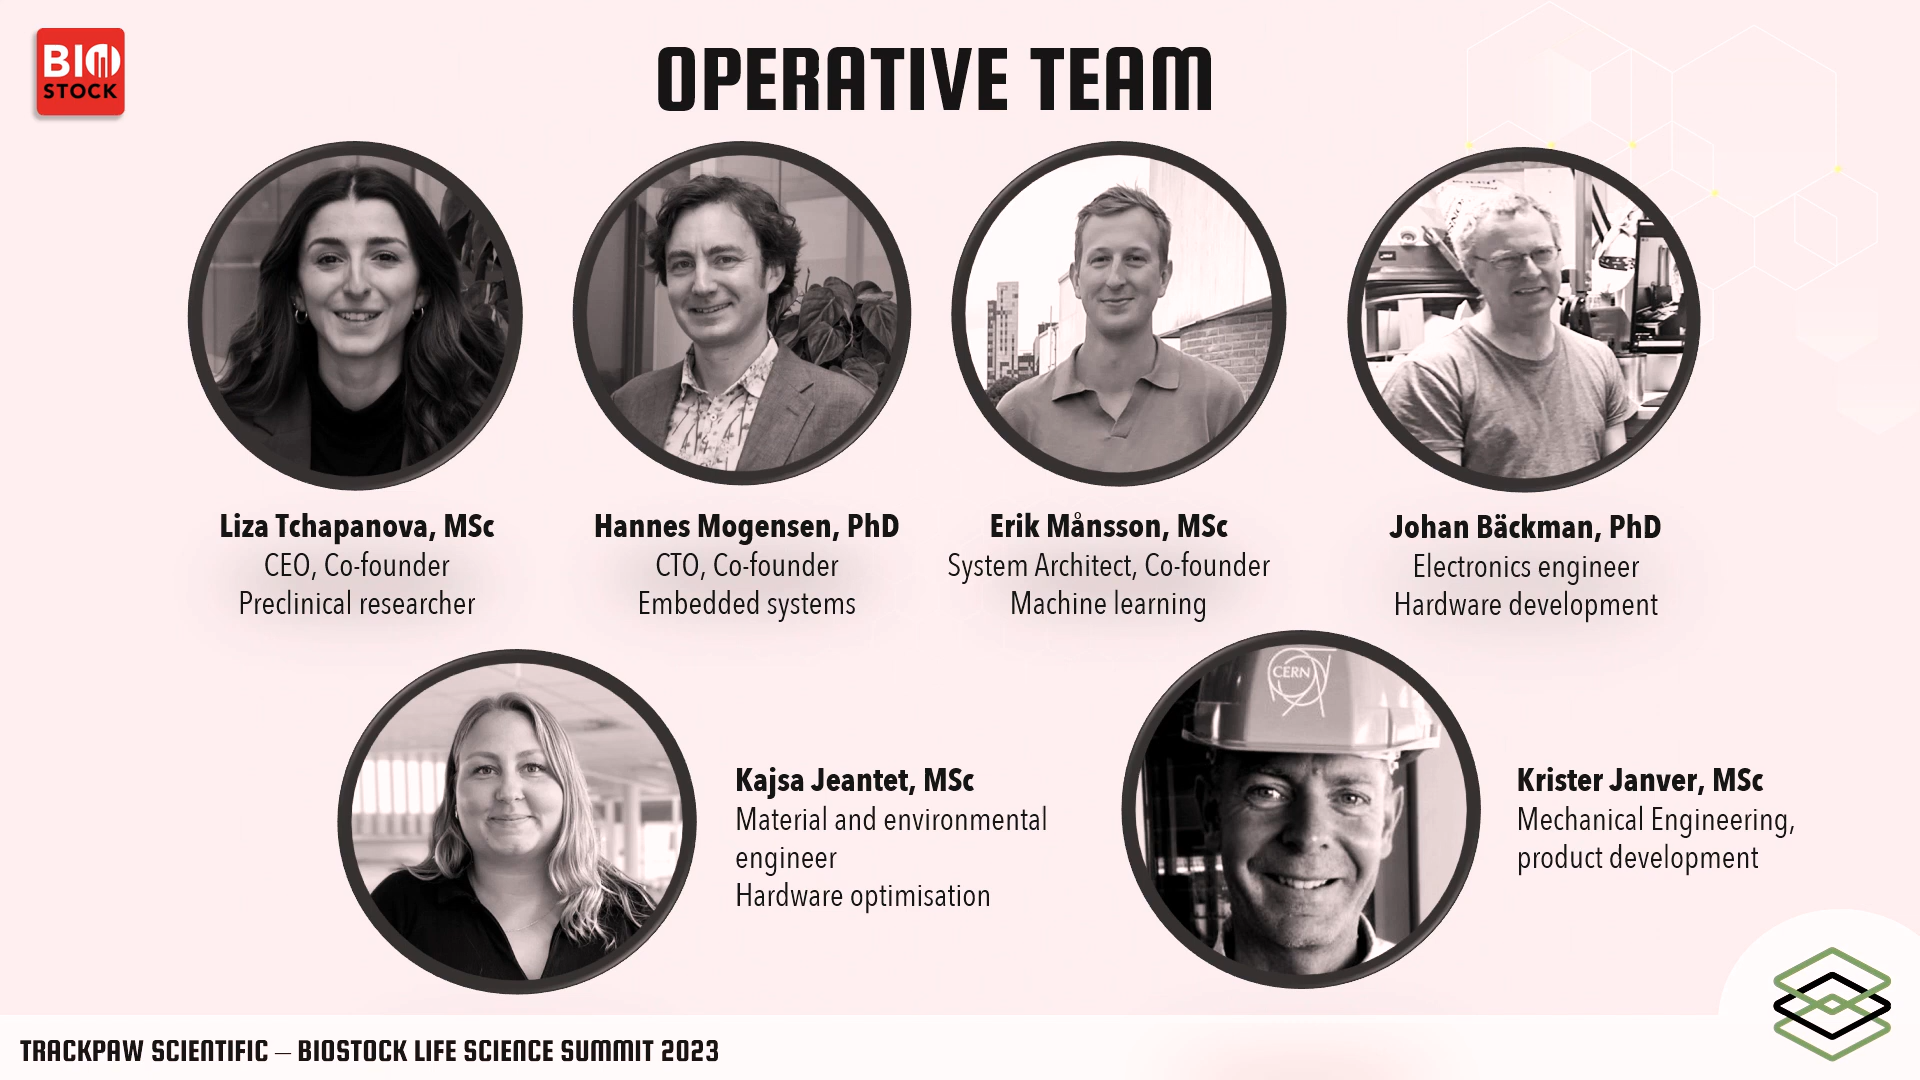 BIO
STOCK
OPERATIVE TEAM
Liza Tchapanova, MSc
CEO, Co-founder
Preclinical researcher
Hannes Mogensen, PhD
CTO, Co-founder
Embedded systems
Erik Månsson, MSc
System Architect, Co-founder
Machine learning
Johan Bäckman, PhD
Electronics engineer
Hardware development
Kajsa Jeantet, MSc
Material and environmental
engineer
Hardware optimisation
CERN
Krister Janver, MSc
Mechanical Engineering,
product development
TRACKPAW SCIENTIFIC – BIOSTOCK LIFE SCIENCE SUMMIT 2023